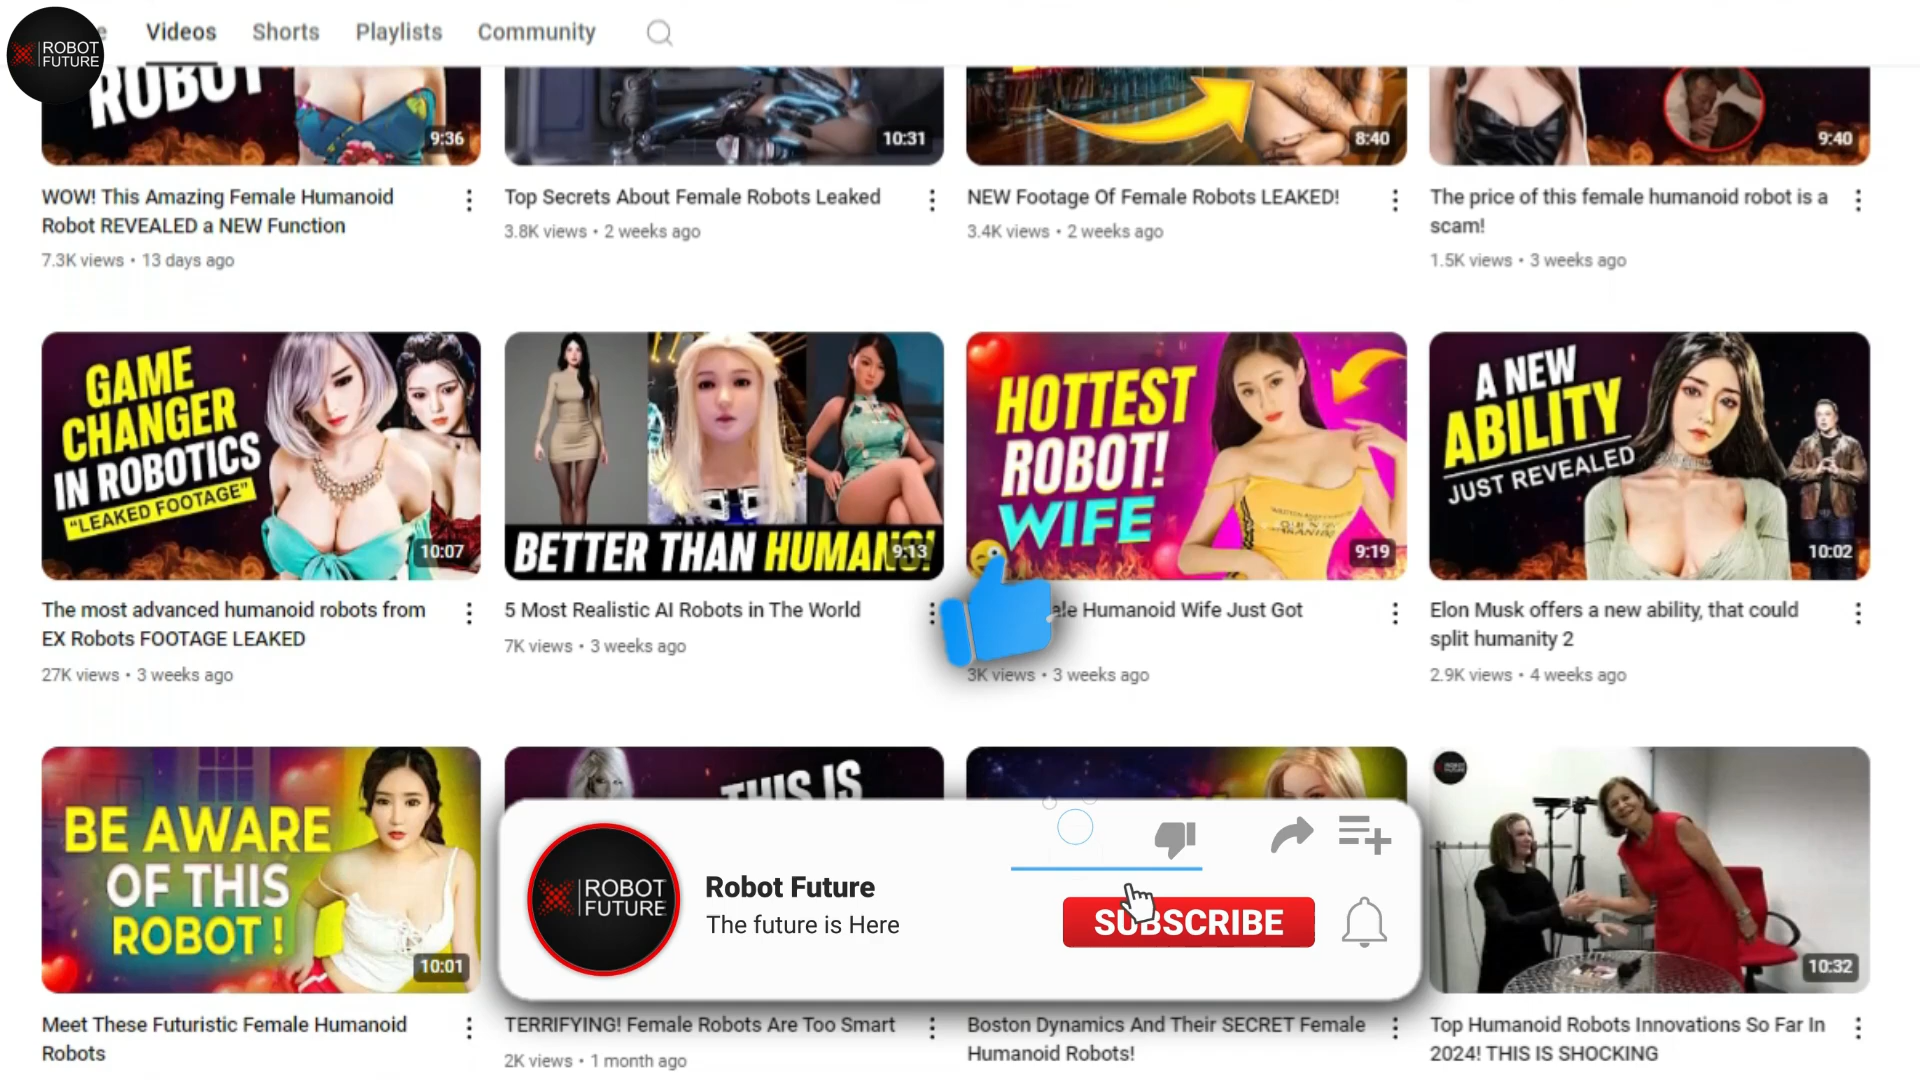 ROBOT
FUTURE
Videos
Shorts
Playlists
Community
ROBOT
9:36
10:31
8:40
9:40
WOW! This Amazing Female Humanoid
Robot REVEALED a NEW Function
7.3K views • 13 days ago
Top Secrets About Female Robots Leaked
3.8K views • 2 weeks ago
NEW Footage Of Female Robots LEAKED!
3.4K views • 2 weeks ago
The price of this female humanoid robot is a
scam!
1.5K views • 3 weeks ago
GAME
CHANGER
IN ROBOTICS
"LEAKED FOOTAGE"
10:07
BETTER THAN HUMANS!
9:13
HOTTEST
ROBOT!
WIFE
9:19
A NEW
ABILITY
JUST REVEALED
10:02
The most advanced humanoid robots from
EX Robots FOOTAGE LEAKED
27K views • 3 weeks ago
5 Most Realistic AI Robots in The World
7K views • 3 weeks ago
Humanoid Wife Just Got
3K views • 3 weeks ago
Elon Musk offers a new ability, that could
split humanity 2
2.9K views • 4 weeks ago
BE AWARE
OF THIS
ROBOT !
10:01
THIS IS
10:32
ROBOT
FUTURE
Robot Future
The future is Here
SUBSCRIBE
Meet These Futuristic Female Humanoid
Robots
TERRIFYING! Female Robots Are Too Smart
2K views • 1 month ago
Boston Dynamics And Their SECRET Female
Humanoid Robots!
Top Humanoid Robots Innovations So Far In
2024! THIS IS SHOCKING